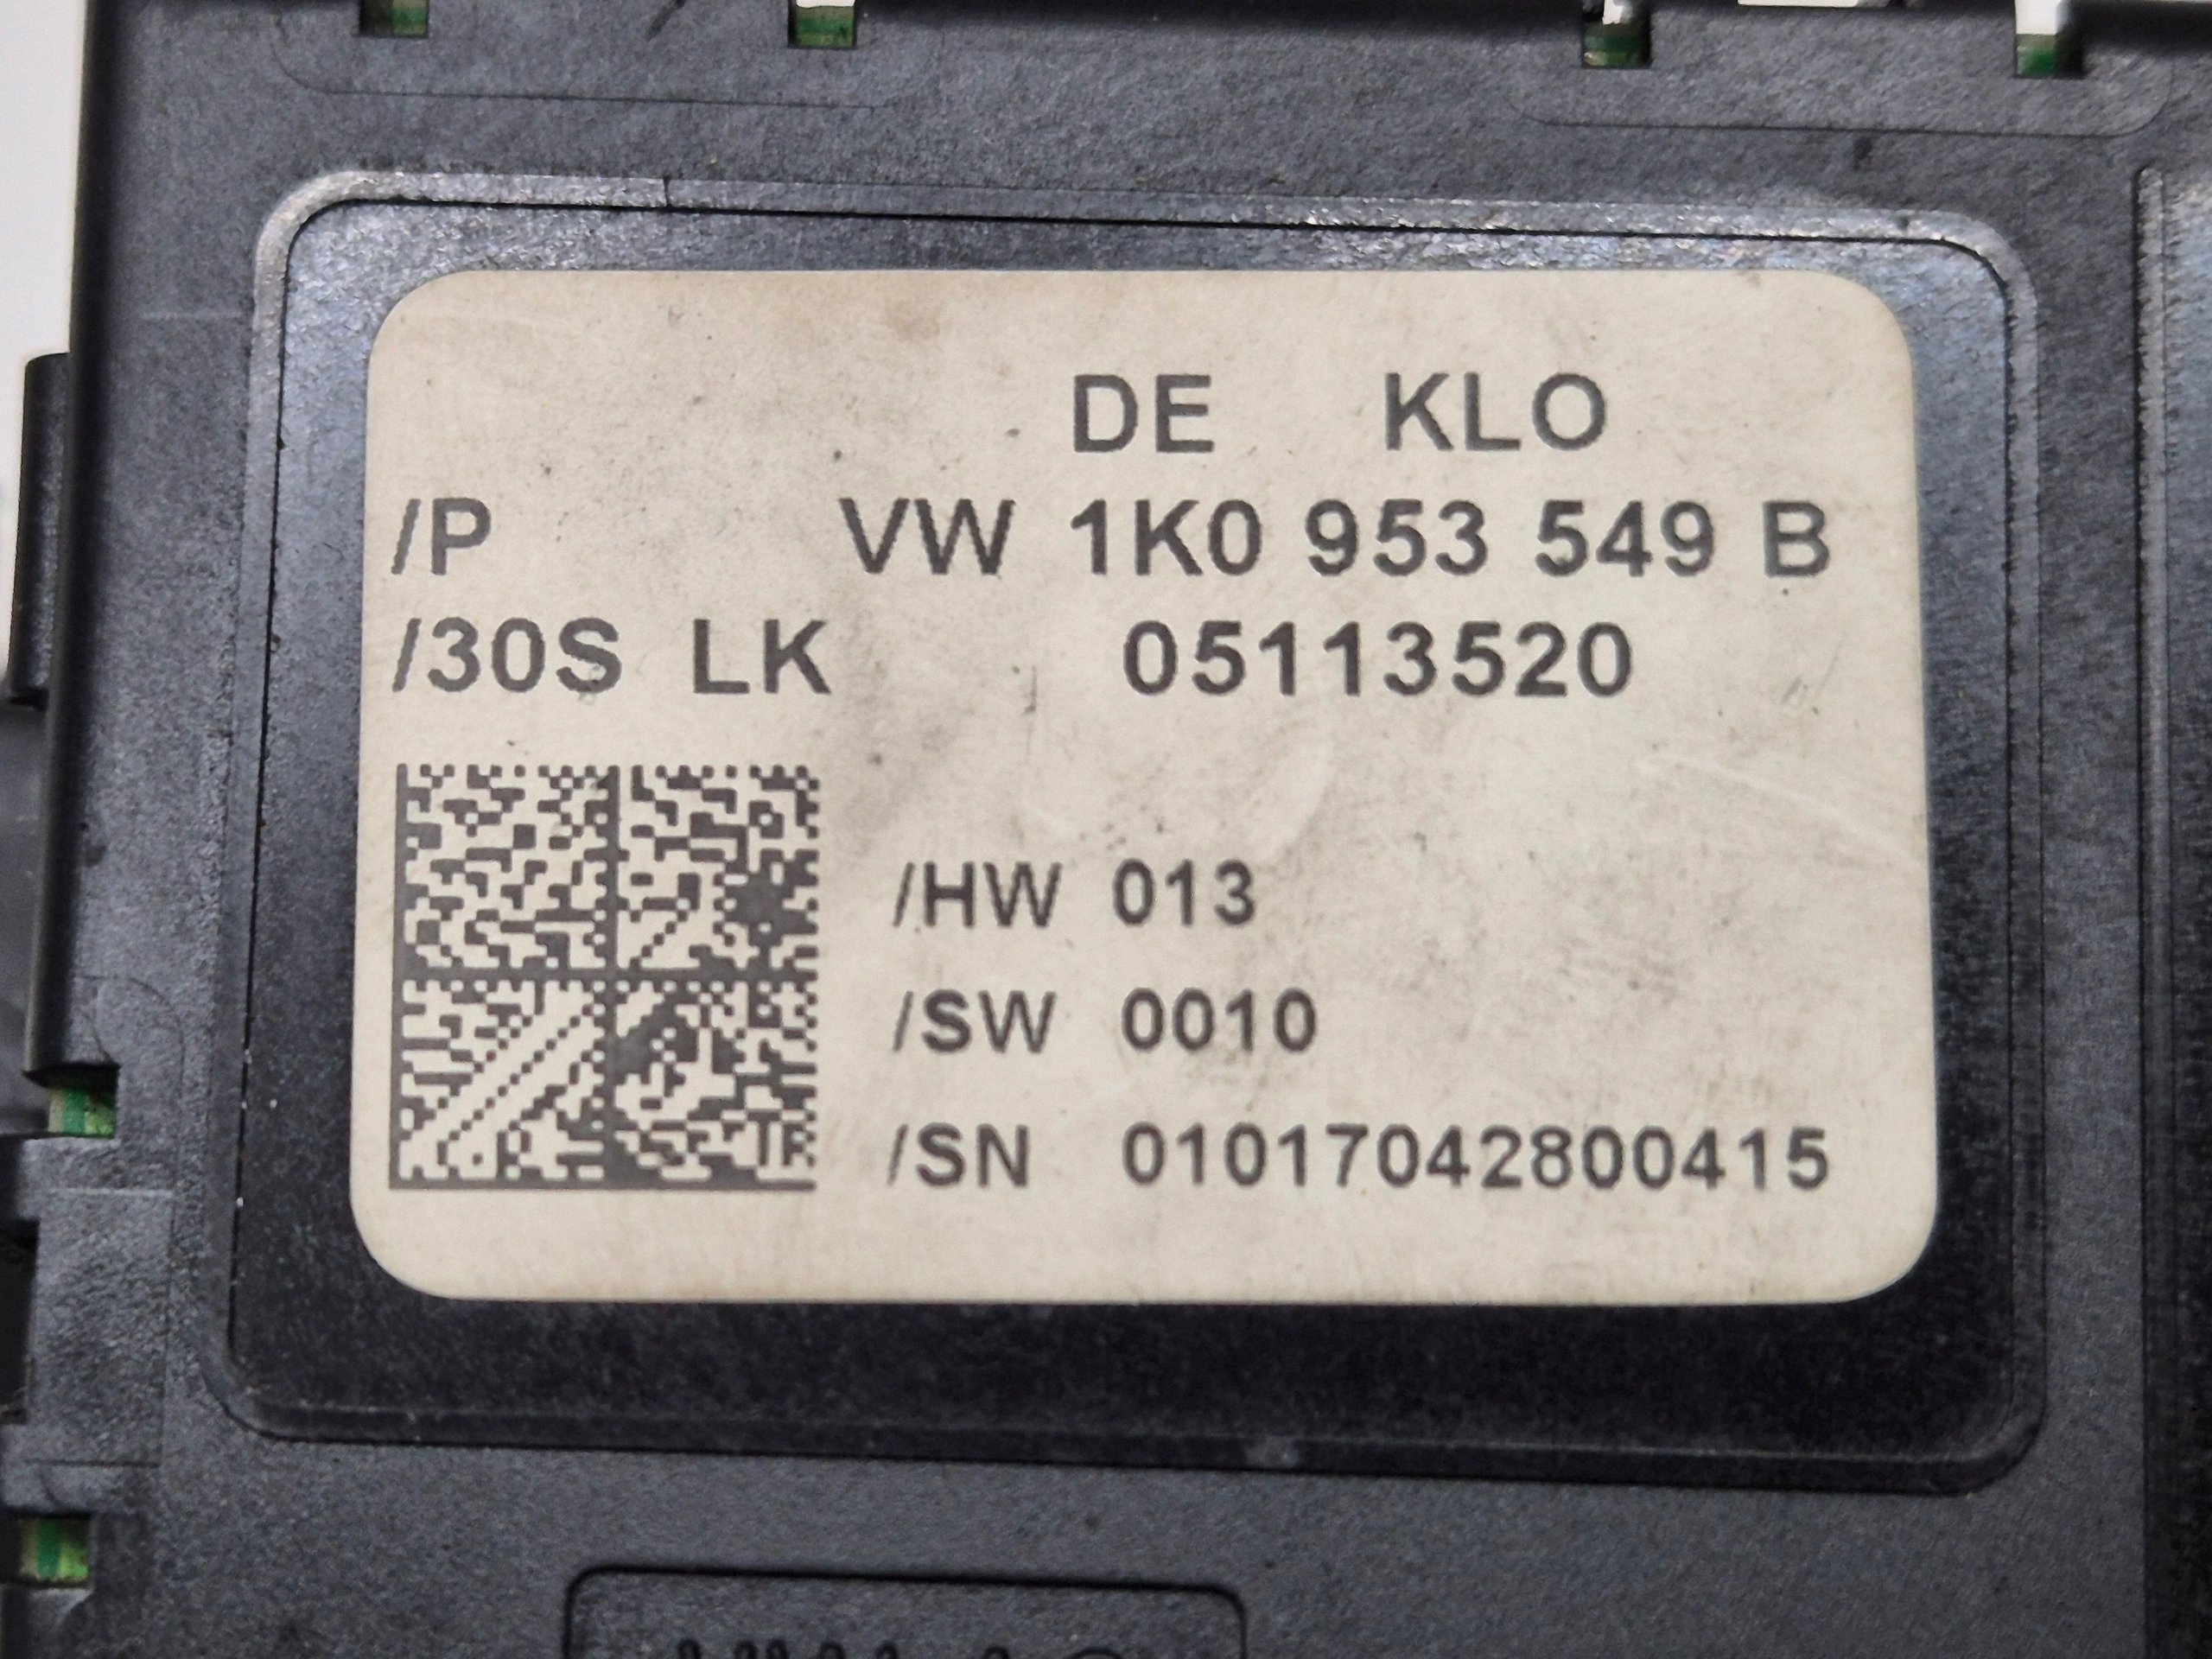 DE KLO
/P VW 1K0 953 549 B
/30S LK 05113520
/HW 013
/SW 0010
/SN 01017042800415